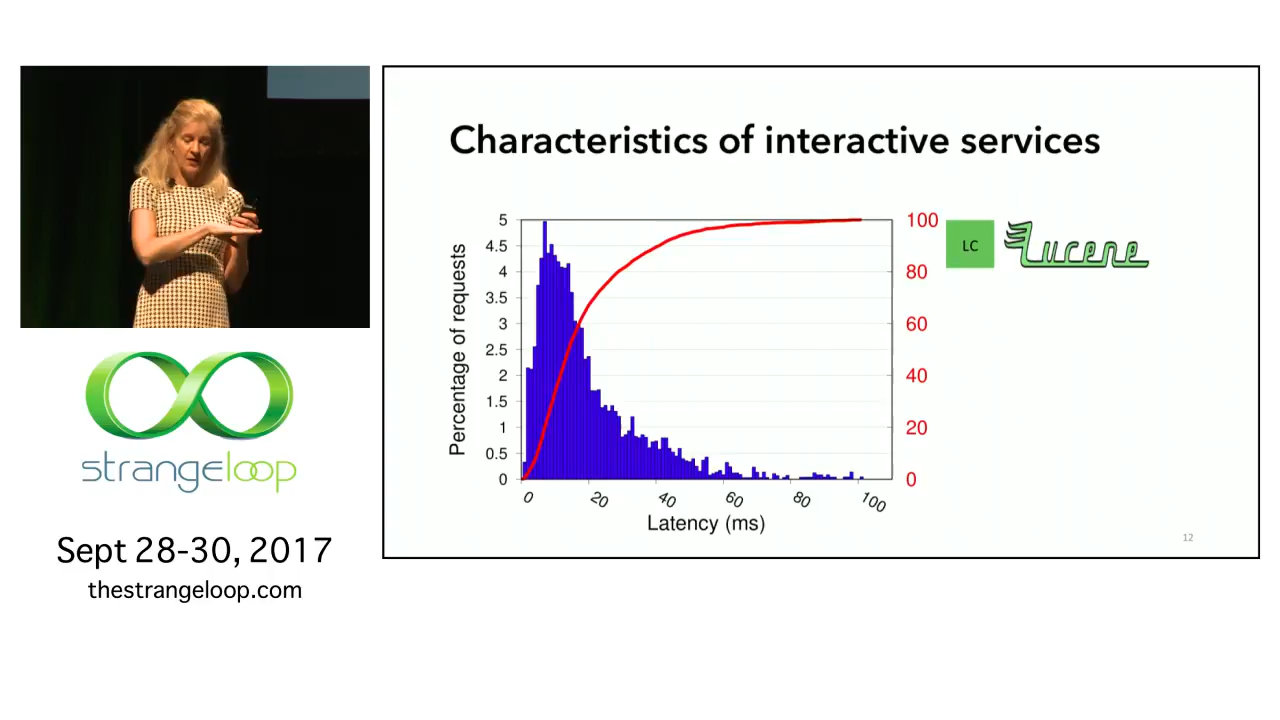 Characteristics of interactive services
5
4.5
4
3.5
3
2.5
2
1.5
1
0.5
0
Percentage of requests
100
80
60
40
20
0
0 20 40 60 80 100
Latency (ms)
LC Lucene
12
strangeloop
Sept 28-30, 2017
thestrangeloop.com